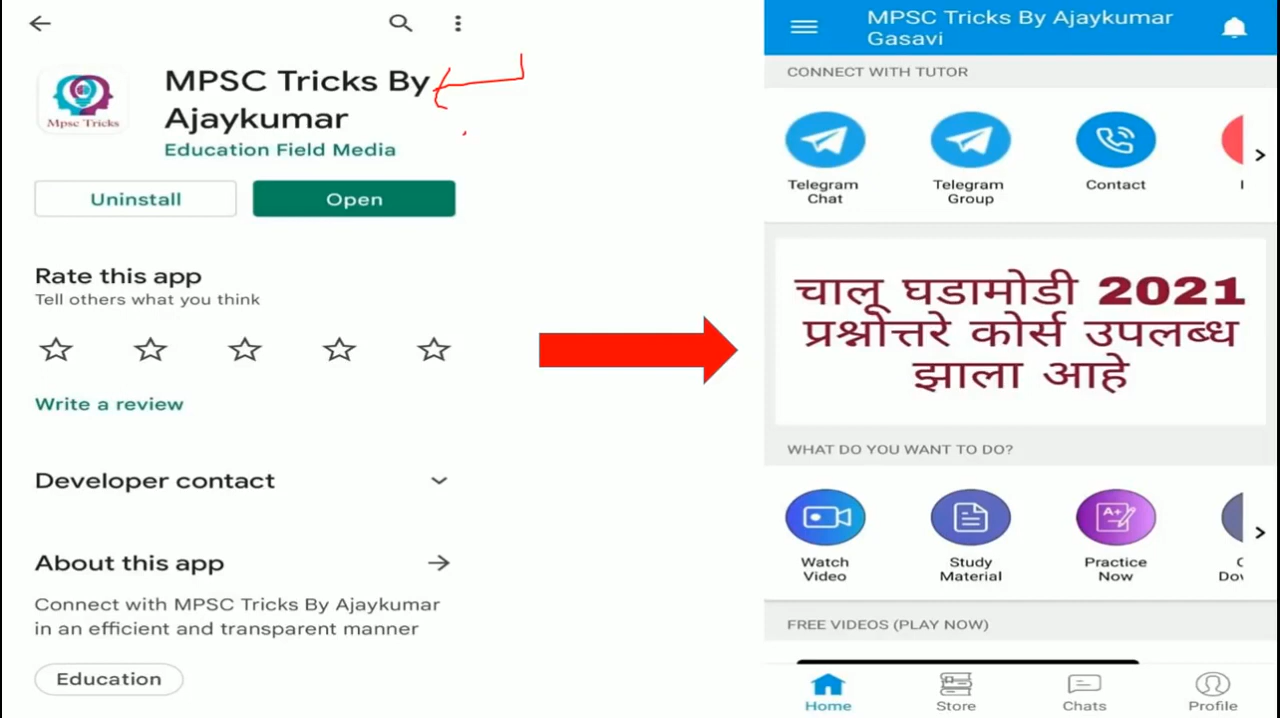 MPSC Tricks By
Ajaykumar
Mpsc Tricks
Education Field Media
Uninstall
Open
Rate this app
Tell others what you think
Write a review
Developer contact
About this app
Connect with MPSC Tricks By Ajaykumar
in an efficient and transparent manner
Education
MPSC Tricks By Ajaykumar
Gasavi
CONNECT WITH TUTOR
Telegram
Chat
Telegram
Group
Contact
चालू घडामोडी 2021
प्रश्नोत्तरे कोर्स उपलब्ध
झाला आहे
WHAT DO YOU WANT TO DO?
Watch
Video
Study
Material
Practice
Now
FREE VIDEOS (PLAY NOW)
Home
Store
Chats
Profile